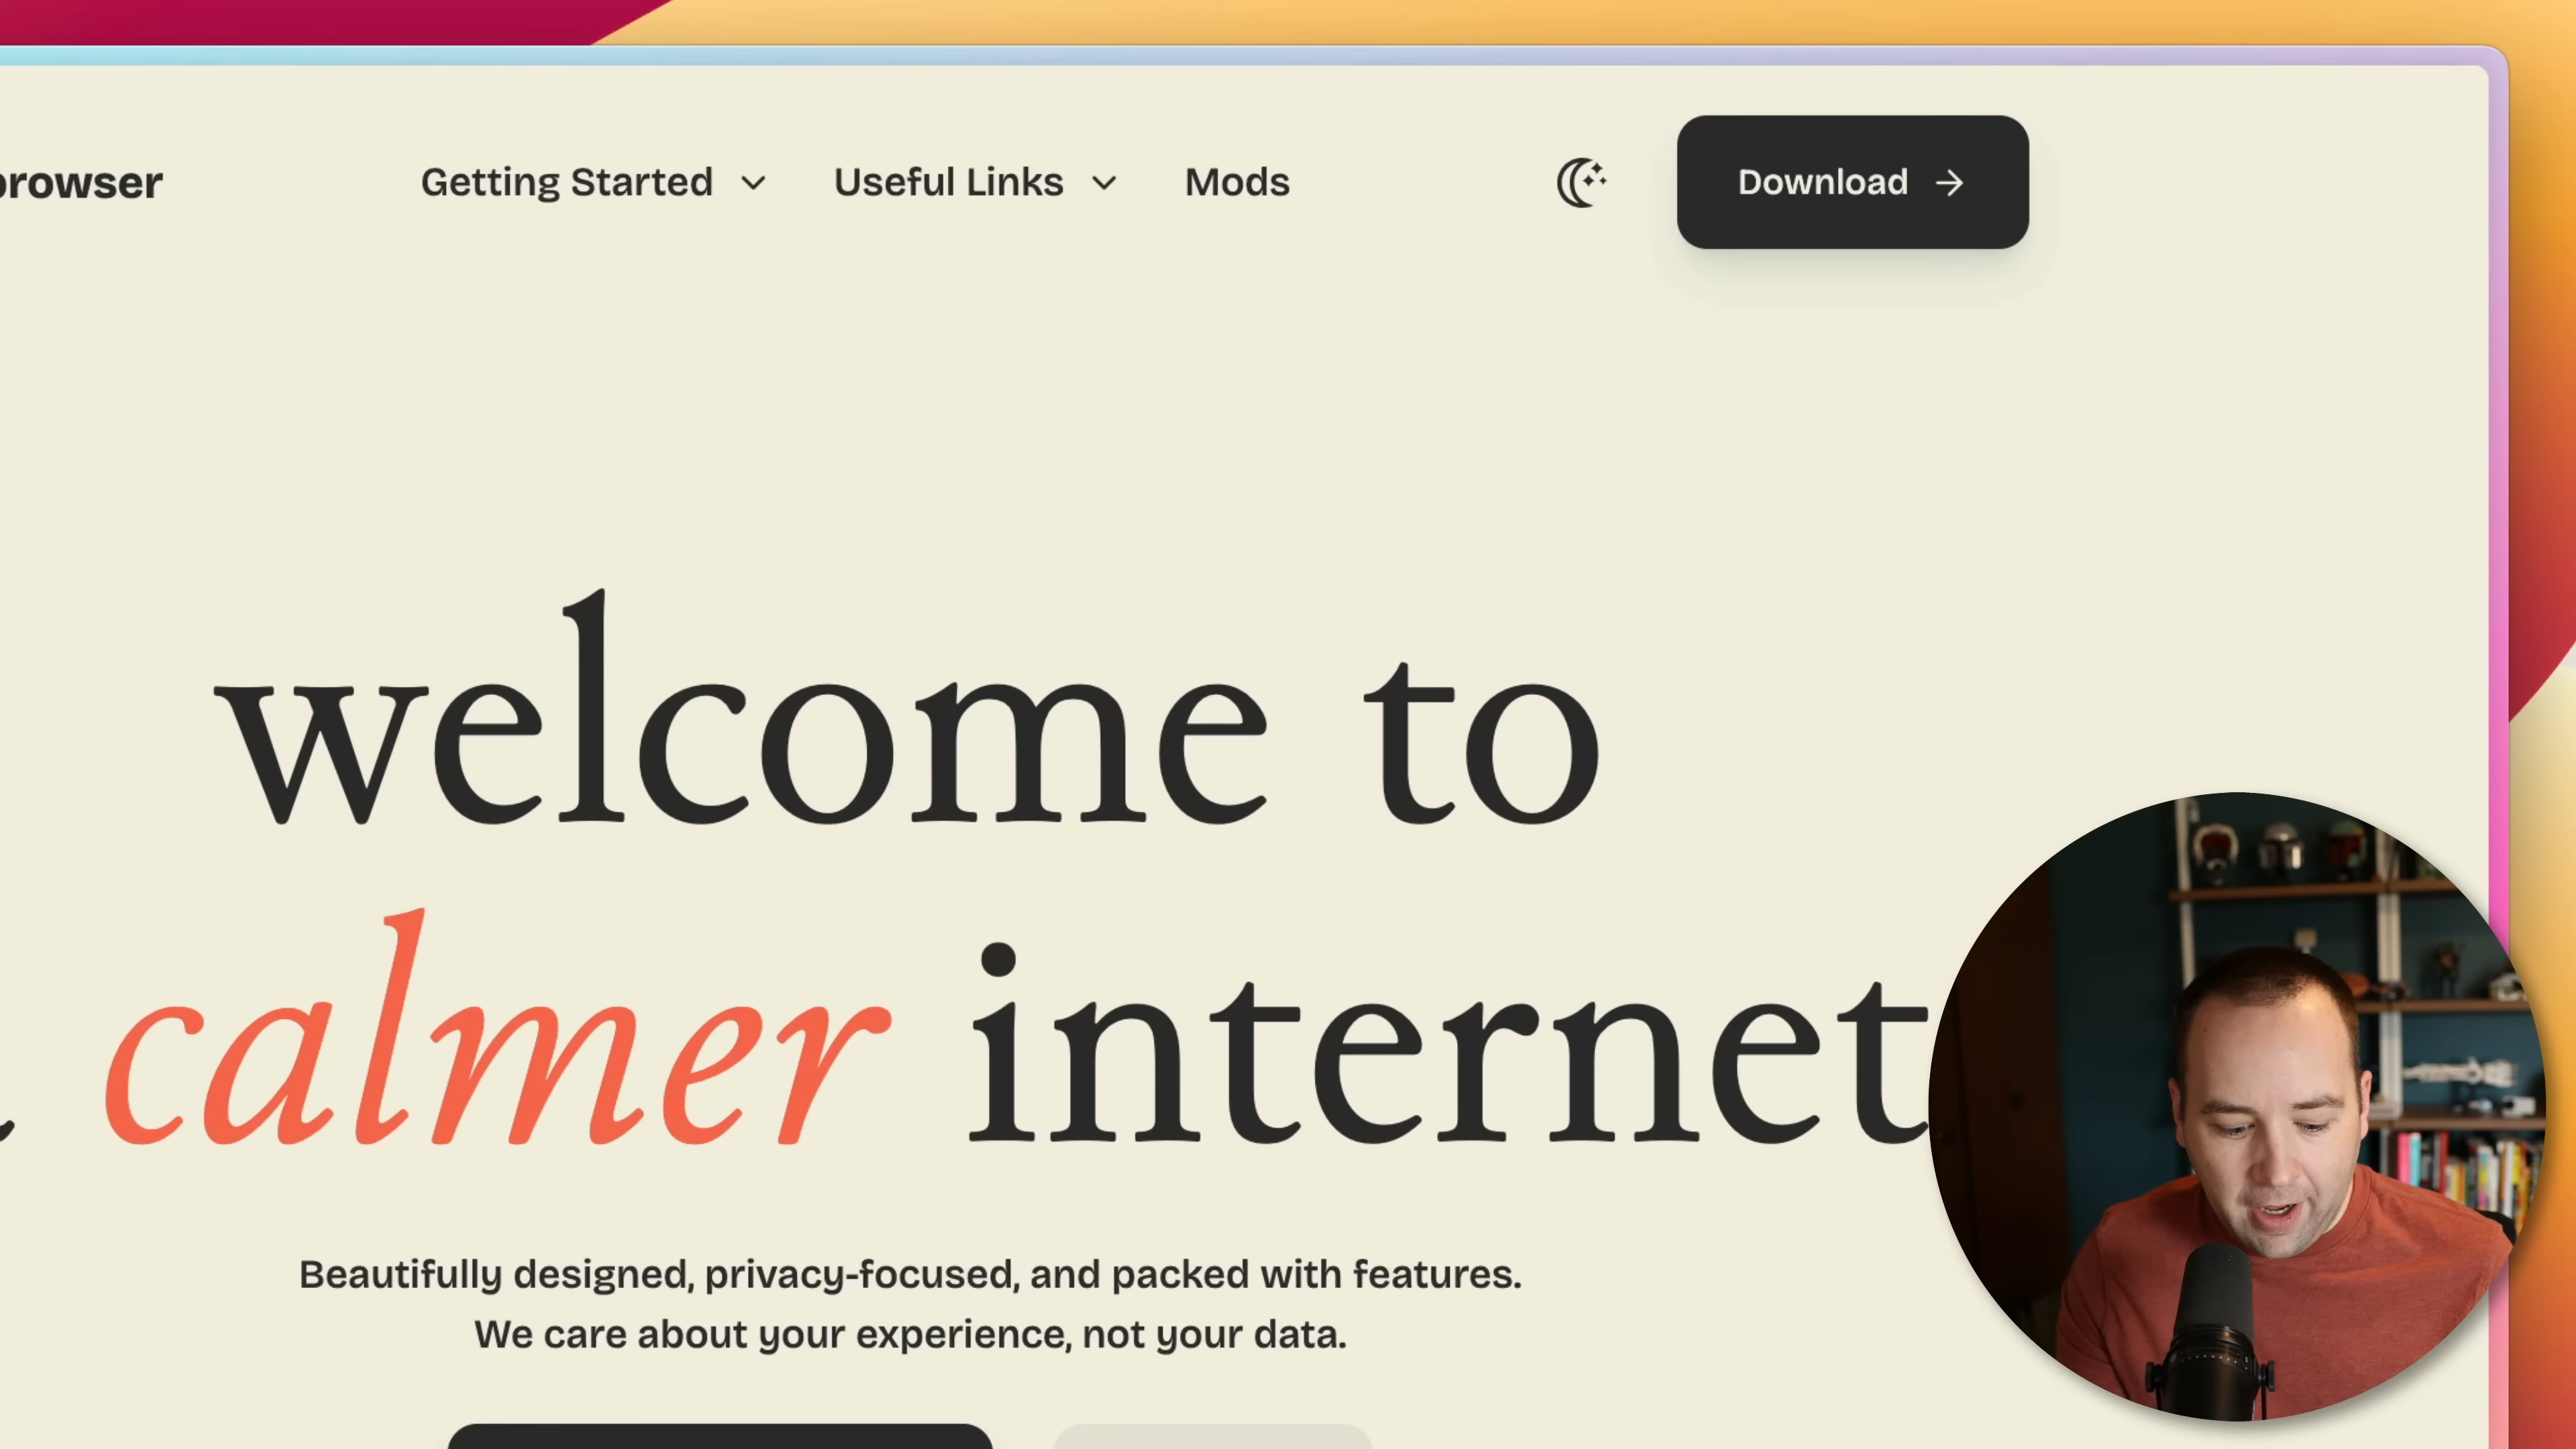 browser
Getting Started
Useful Links
Mods
Download
welcome to
calmer internet
Beautifully designed, privacy-focused, and packed with features.
We care about your experience, not your data.